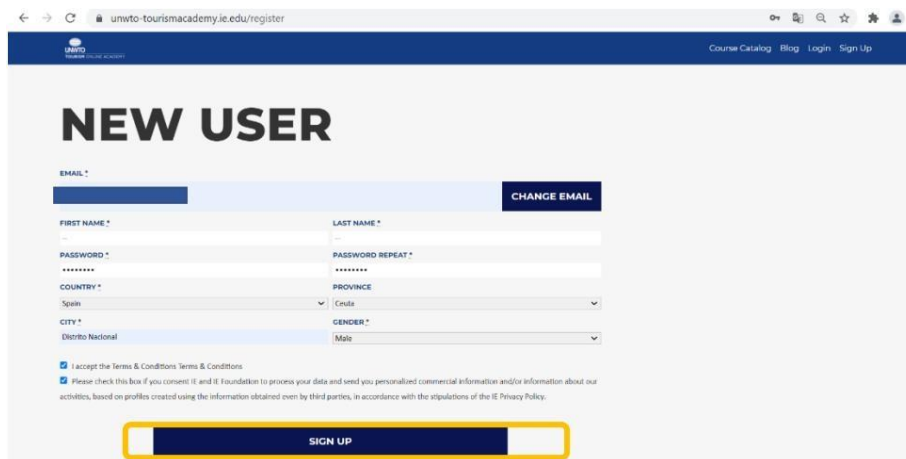 unwto-tourismacademy.ie.edu/register
UNWTO
TOURISM ONLINE ACADEMY
Course Catalog Blog Login Sign Up
NEW USER
EMAIL *
CHANGE EMAIL
FIRST NAME * LAST NAME *
PASSWORD * PASSWORD REPEAT *
•••••••• ••••••••
COUNTRY * PROVINCE
Spain Ceuta
CITY * GENDER *
Distrito Nacional Male
I accept the Terms & Conditions Terms & Conditions
Please check this box if you consent IE and IE Foundation to process your data and send you personalized commercial information and/or information about our
activities, based on profiles created using the information obtained even by third parties, in accordance with the stipulations of the IE Privacy Policy.
SIGN UP